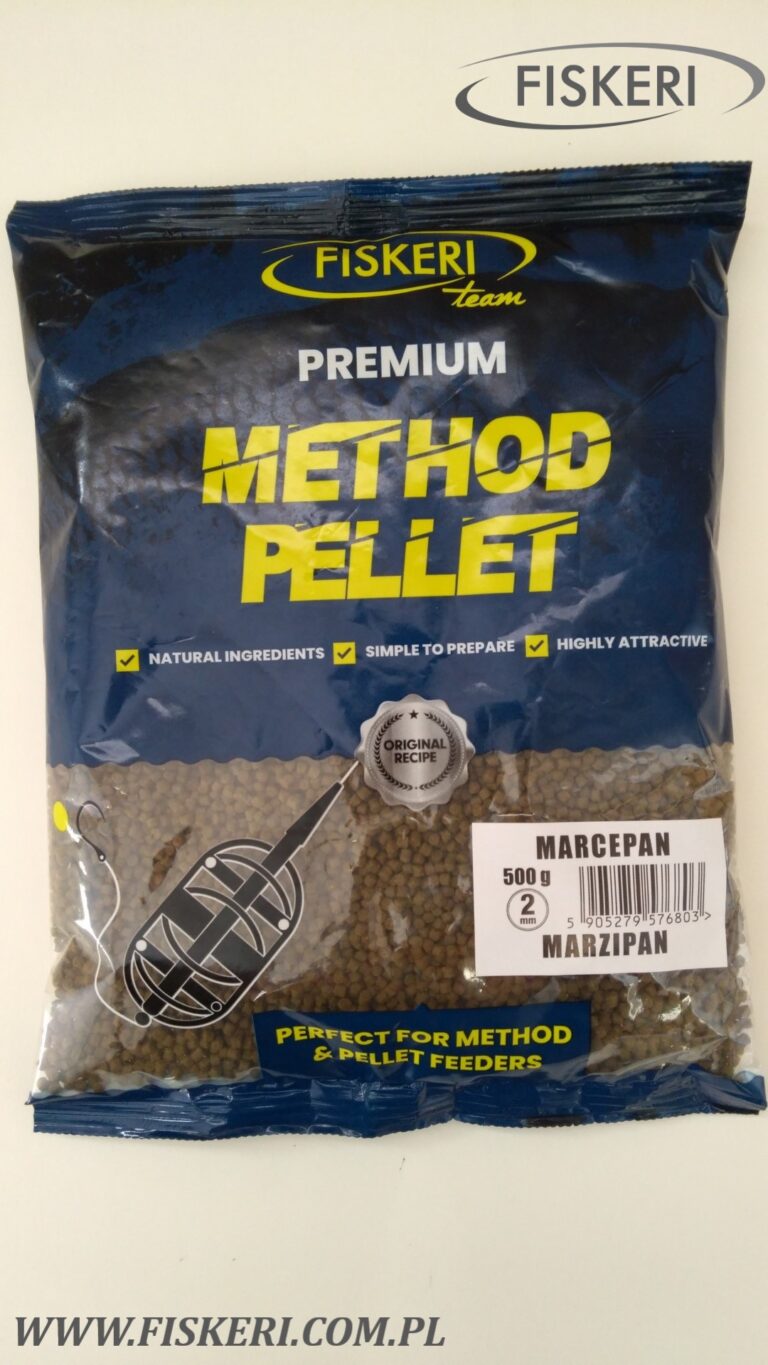 FISKERI
FISKERI
team
PREMIUM
METHOD
PELLET
NATURAL INGREDIENTS SIMPLE TO PREPARE HIGHLY ATTRACTIVE
ORIGINAL
RECIPE
MARCEPAN
500 g
2
mm
5 905279 576803 >
MARZIPAN
PERFECT FOR METHOD
& PELLET FEEDERS
WWW.FISKERI.COM.PL